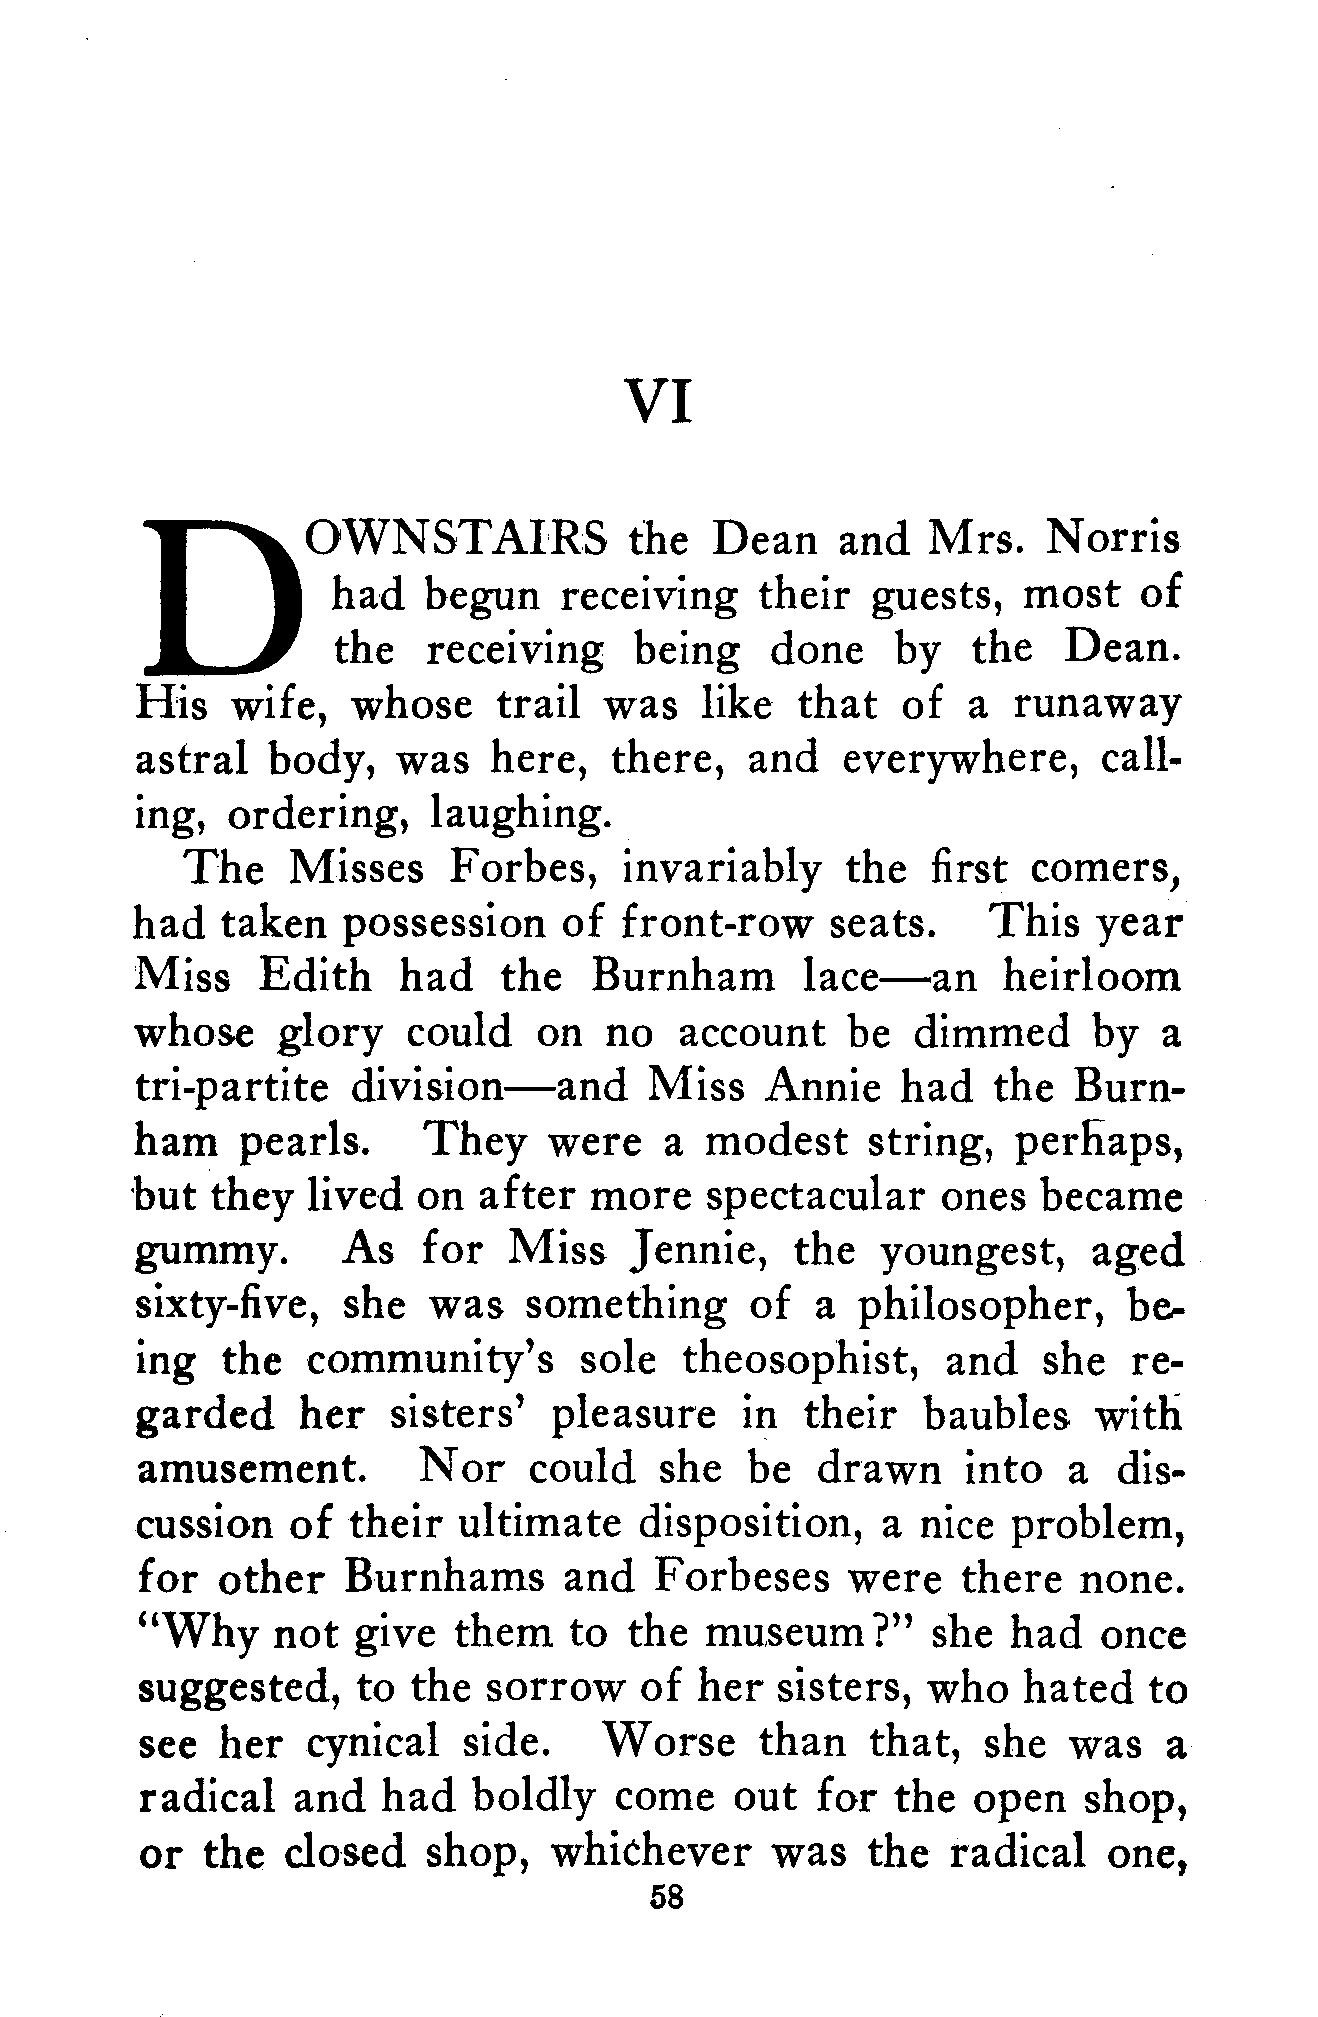 VI
DOWNSTAIRS the Dean and Mrs. Norris
had begun receiving their guests, most of
the receiving being done by the Dean.
His wife, whose trail was like that of a runaway
astral body, was here, there, and everywhere, call-
ing, ordering, laughing.
The Misses Forbes, invariably the first comers,
had taken possession of front-row seats. This year
Miss Edith had the Burnham lace—an heirloom
whose glory could on no account be dimmed by a
tri-partite division—and Miss Annie had the Burn-
ham pearls. They were a modest string, perhaps,
but they lived on after more spectacular ones became
gummy. As for Miss Jennie, the youngest, aged
sixty-five, she was something of a philosopher, be-
ing the community's sole theosophist, and she re-
garded her sisters' pleasure in their baubles with
amusement. Nor could she be drawn into a dis-
cussion of their ultimate disposition, a nice problem,
for other Burnhams and Forbeses were there none.
"Why not give them to the museum?" she had once
suggested, to the sorrow of her sisters, who hated to
see her cynical side. Worse than that, she was a
radical and had boldly come out for the open shop,
or the closed shop, whichever was the radical one,
58